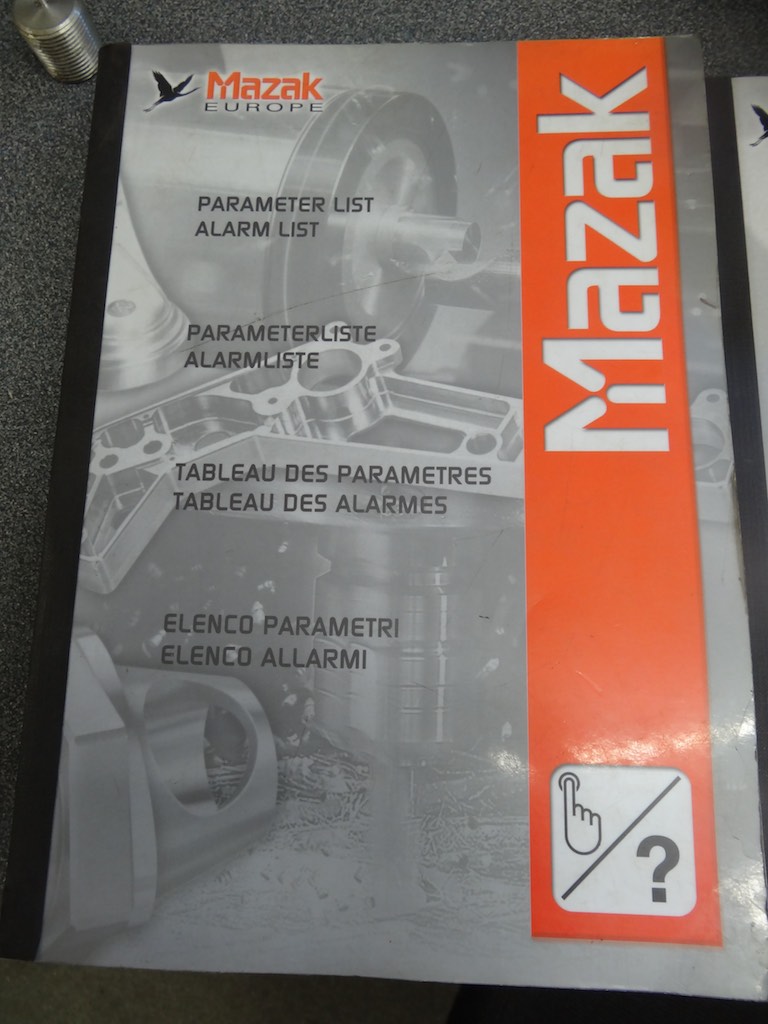 Mazak
EUROPE
PARAMETER LIST
ALARM LIST
PARAMETERLISTE
ALARMLISTE
TABLEAU DES PARAMETRES
TABLEAU DES ALARMES
ELENCO PARAMETRI
ELENCO ALLARMI
Mazak
?